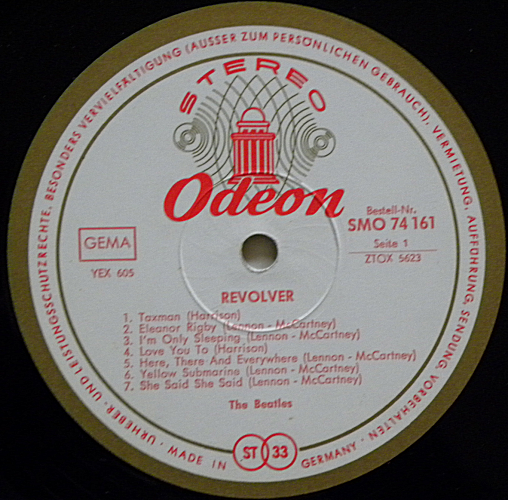 URHEBER- UND LEISTUNGSSCHUTZRECHTE, BESONDERS VERVIELFÄLTIGUNG (AUSSER ZUM PERSÖNLICHEN GEBRAUCH), VERMIETUNG, AUFFÜHRUNG, SENDUNG, VORBEHALTEN ·
STEREO
Odeon
Bestell-Nr.
SMO 74 161
Seite 1
ZTOX 5623
GEMA
YEX 605
REVOLVER
1. Taxman (Harrison)
2. Eleanor Rigby (Lennon - McCartney)
3. I'm Only Sleeping (Lennon - McCartney)
4. Love You To (Harrison)
5. Here, There And Everywhere (Lennon - McCartney)
6. Yellow Submarine (Lennon - McCartney)
7. She Said She Said (Lennon - McCartney)
The Beatles
MADE IN GERMANY ·
ST 33